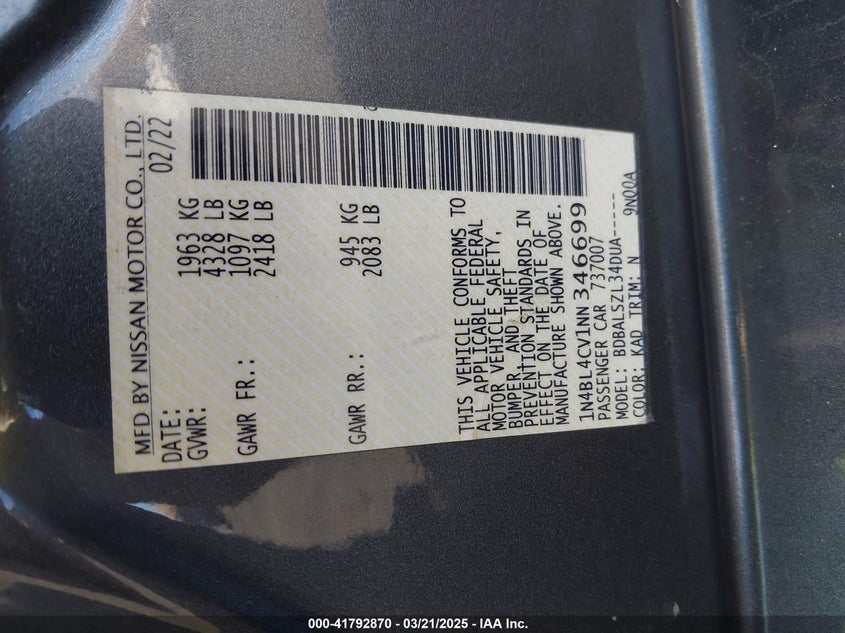 MFD BY NISSAN MOTOR CO., LTD.
DATE: 02/22
GVWR: 1963 KG
4328 LB
GAWR FR.: 1097 KG
2418 LB
GAWR RR.: 945 KG
2083 LB
THIS VEHICLE CONFORMS TO
ALL APPLICABLE FEDERAL
MOTOR VEHICLE SAFETY,
BUMPER, AND THEFT
PREVENTION STANDARDS IN
EFFECT ON THE DATE OF
MANUFACTURE SHOWN ABOVE.
1N4BL4CV1NN346699
PASSENGER CAR 737007
MODEL: BDBALSZL34DUA-----
COLOR: KAD TRIM: N 9N00A
000-41792870 - 03/21/2025 - IAA Inc.